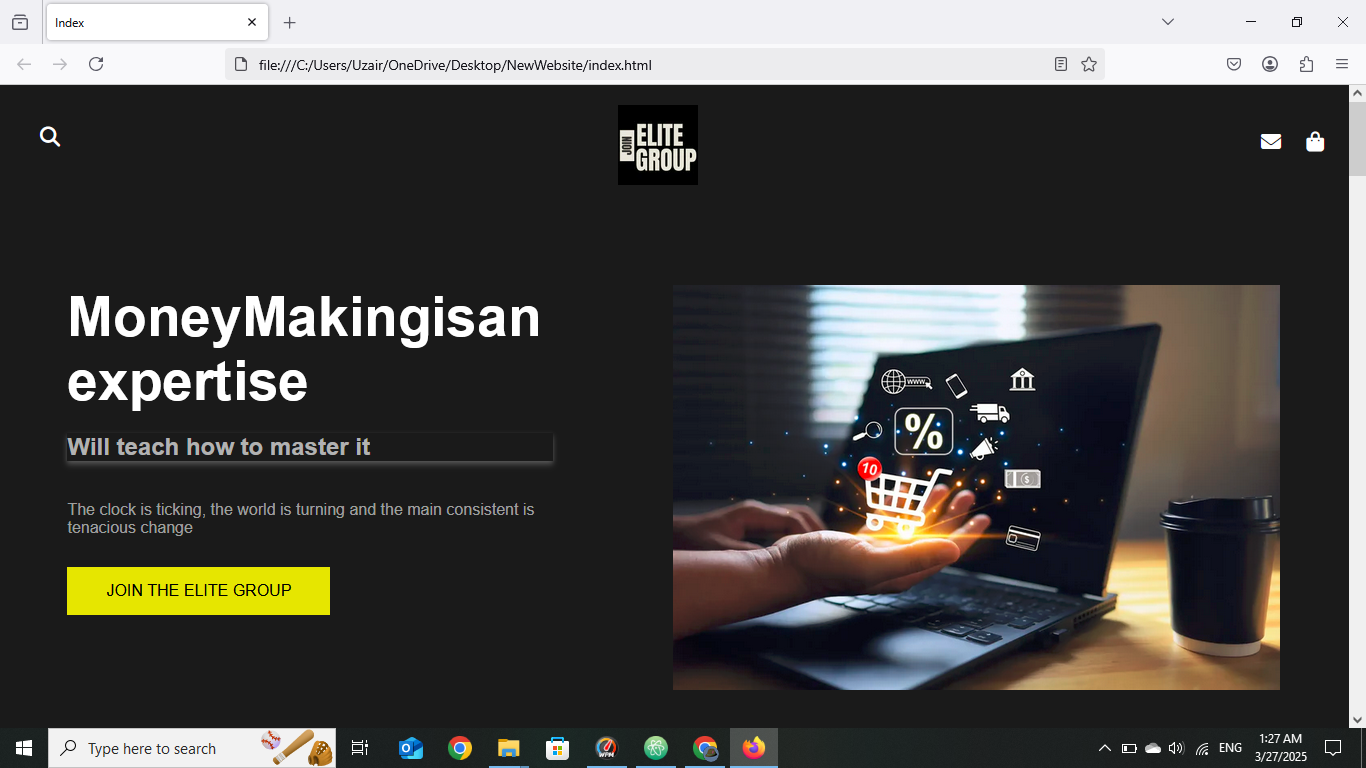 Index
file:///C:/Users/Uzair/OneDrive/Desktop/NewWebsite/index.html
JOIN
ELITE
GROUP
MoneyMakingisan
expertise
Will teach how to master it
The clock is ticking, the world is turning and the main consistent is
tenacious change
JOIN THE ELITE GROUP
www
%
10
$
Type here to search
WPM
ENG
1:27 AM
3/27/2025